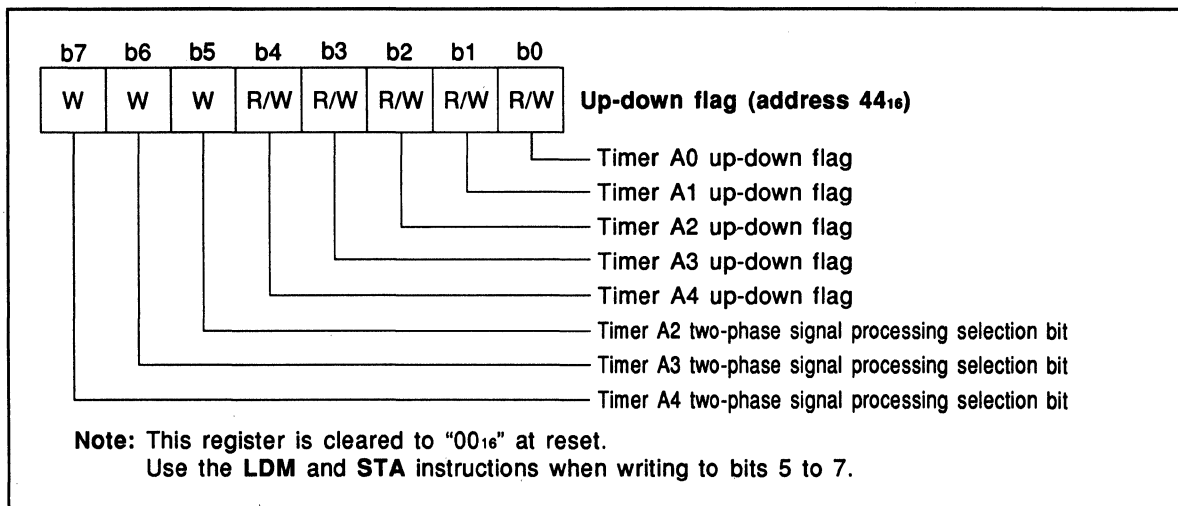 b7 b6 b5 b4 b3 b2 b1 b0
W W W R/W R/W R/W R/W R/W Up-down flag (address 44₁₆)
Timer A0 up-down flag
Timer A1 up-down flag
Timer A2 up-down flag
Timer A3 up-down flag
Timer A4 up-down flag
Timer A2 two-phase signal processing selection bit
Timer A3 two-phase signal processing selection bit
Timer A4 two-phase signal processing selection bit
Note: This register is cleared to “00₁₆” at reset.
Use the LDM and STA instructions when writing to bits 5 to 7.